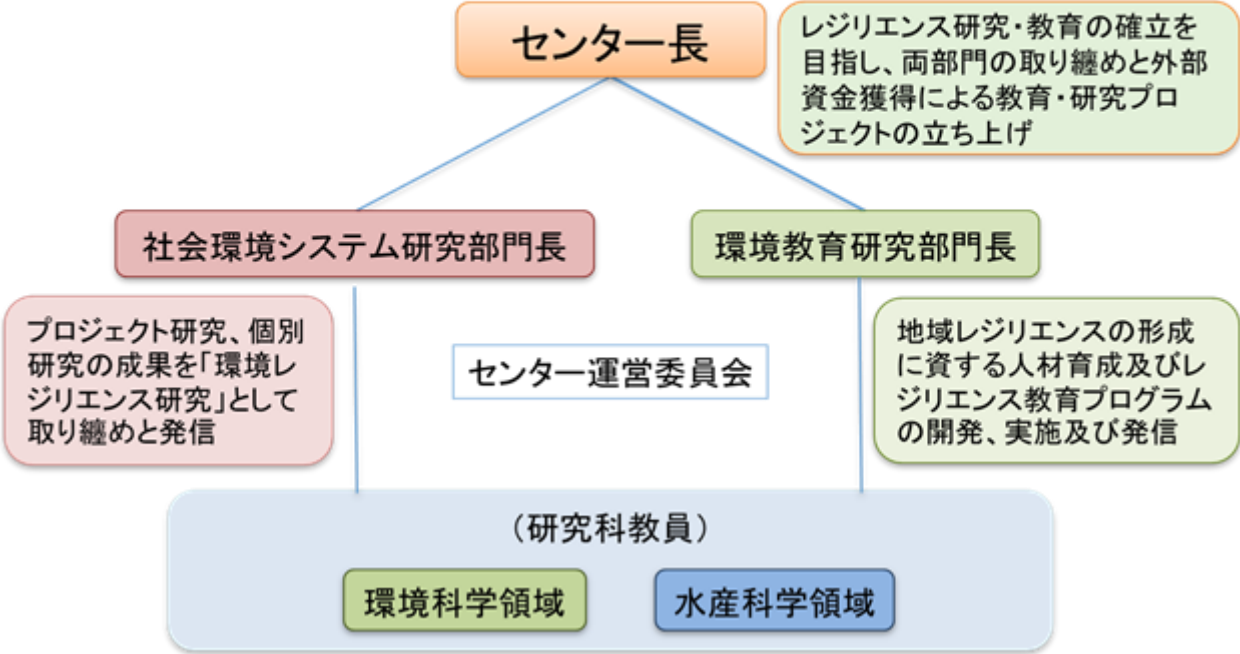 センター長
レジリエンス研究・教育の確立を
目指し、両部門の取り纏めと外部
資金獲得による教育・研究プロ
ジェクトの立ち上げ
社会環境システム研究部門長
環境教育研究部門長
プロジェクト研究、個別
研究の成果を「環境レ
ジリエンス研究」として
取り纏めと発信
センター運営委員会
地域レジリエンスの形成
に資する人材育成及びレ
ジリエンス教育プログラム
の開発、実施及び発信
（研究科教員）
環境科学領域
水産科学領域